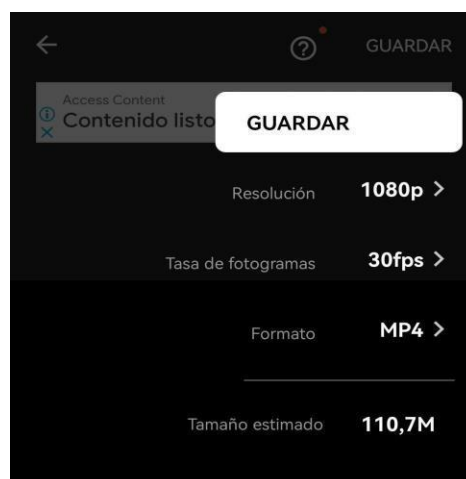 GUARDAR
Access Content
Contenido listo
GUARDAR
Resolución 1080p >
Tasa de fotogramas 30fps >
Formato MP4 >
Tamaño estimado 110,7M